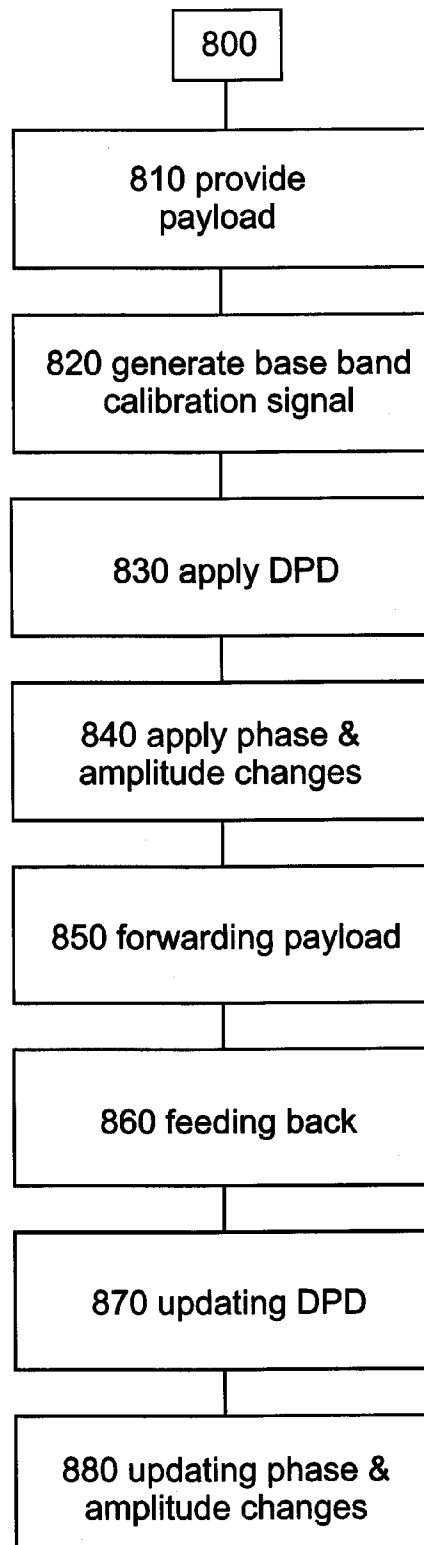 800
810 provide
payload
820 generate base band
calibration signal
830 apply DPD
840 apply phase &
amplitude changes
850 forwarding payload
860 feeding back
870 updating DPD
880 updating phase &
amplitude changes